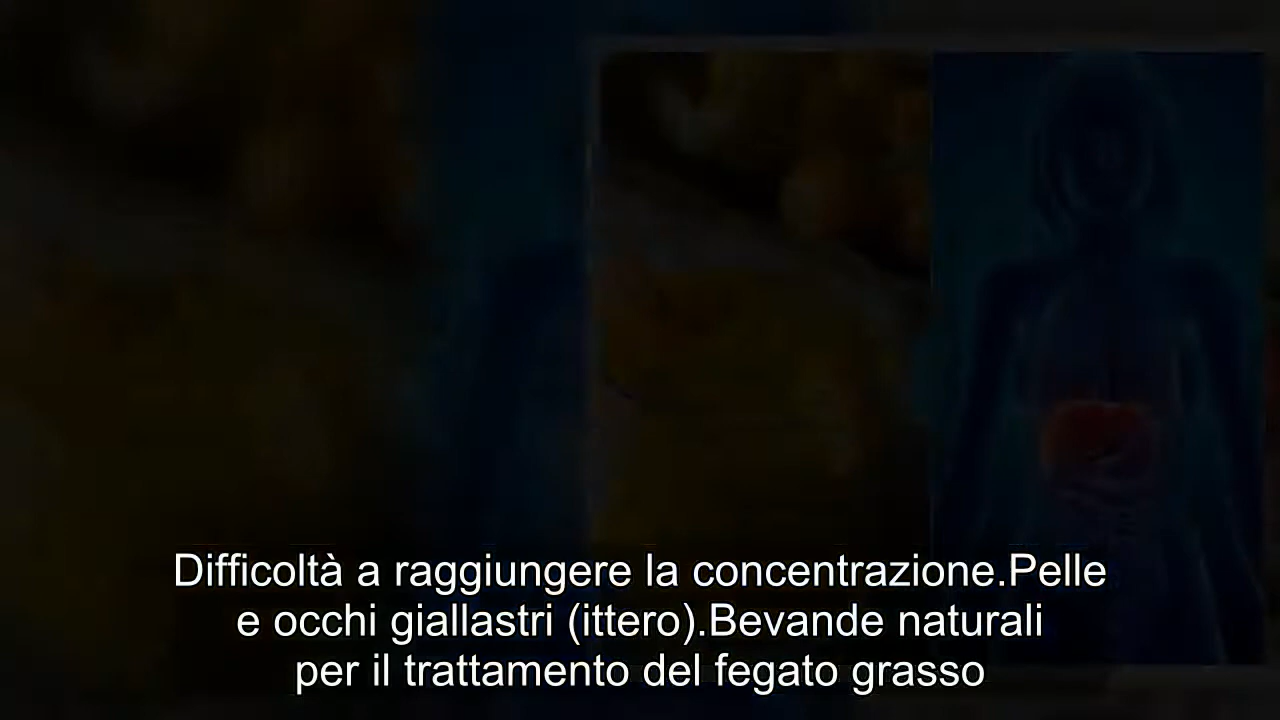 Difficoltà a raggiungere la concentrazione.Pelle
e occhi giallastri (ittero).Bevande naturali
per il trattamento del fegato grasso